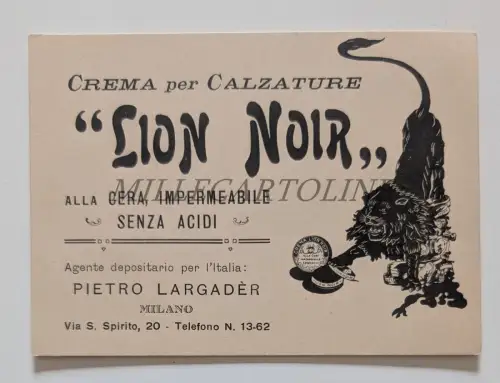 CREMA per CALZATURE
"LION NOIR„
MILLECARTOLINE
ALLA CERA, IMPERMEABILE
SENZA ACIDI
Agente depositario per l'Italia:
PIETRO LARGADÈR
MILANO
Via S. Spirito, 20 - Telefono N. 13-62